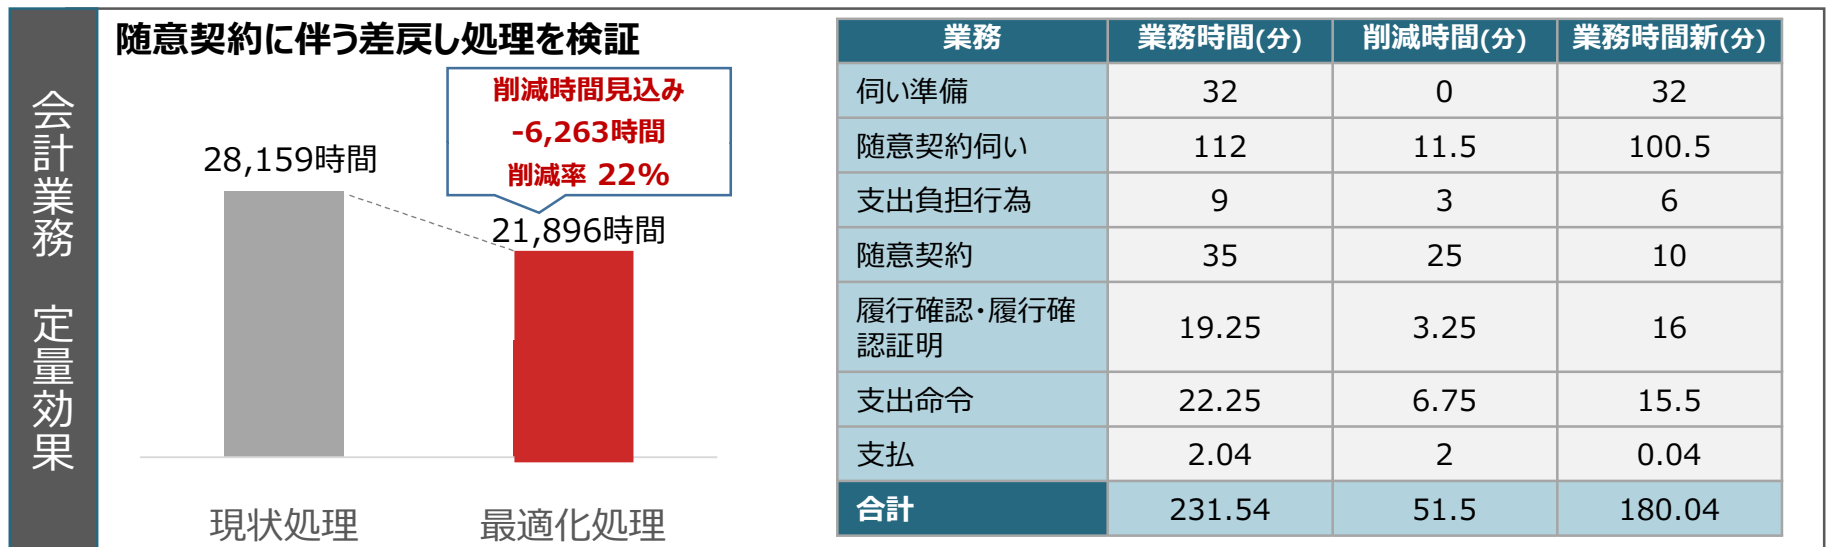 会計業務 定量効果
随意契約に伴う差戻し処理を検証
削減時間見込み
-6,263時間
削減率 22%
28,159時間
21,896時間
現状処理
最適化処理
業務 業務時間(分) 削減時間(分) 業務時間新(分)
伺い準備 32 0 32
随意契約伺い 112 11.5 100.5
支出負担行為 9 3 6
随意契約 35 25 10
履行確認・履行確
認証明 19.25 3.25 16
支出命令 22.25 6.75 15.5
支払 2.04 2 0.04
合計 231.54 51.5 180.04